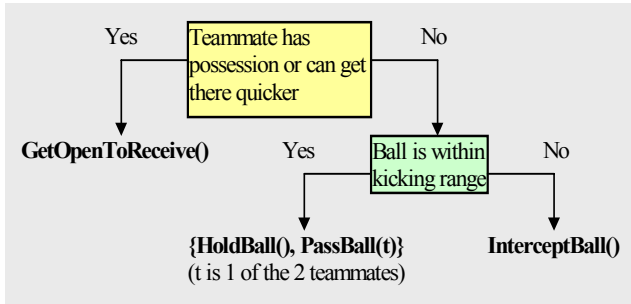 Yes
Teammate has
possession or can get
there quicker
No
GetOpenToReceive()
Yes
Ball is within
kicking range
No
{HoldBall(), PassBall(t)}
(t is 1 of the 2 teammates)
InterceptBall()